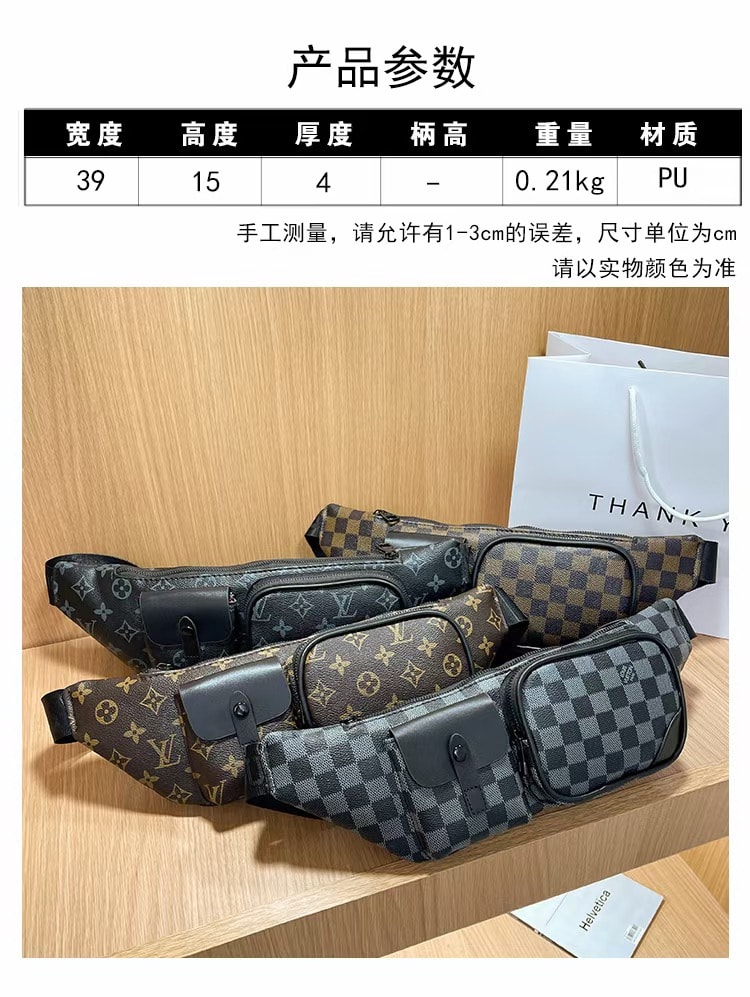 产品参数
宽度 高度 厚度 柄高 重量 材质
39 15 4 – 0.21kg PU
手工测量，请允许有1-3cm的误差，尺寸单位为cm
请以实物颜色为准
THANK Y
Helvetica